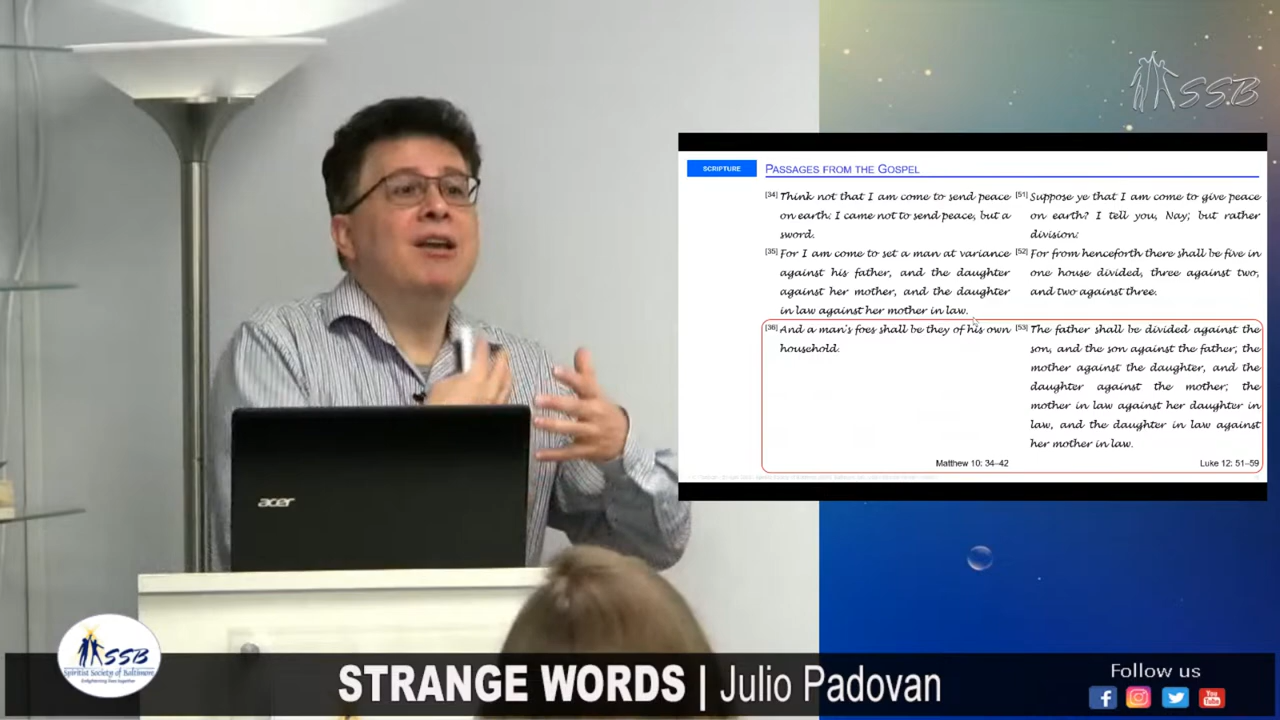 SSB
SCRIPTURE
PASSAGES FROM THE GOSPEL
[34] Think not that I am come to send peace
on earth: I came not to send peace, but a
sword.
[35] For I am come to set a man at variance
against his father, and the daughter
against her mother, and the daughter
in law against her mother in law.
[36] And a man's foes shall be they of his own
household.
Matthew 10: 34–42
[51] Suppose ye that I am come to give peace
on earth? I tell you, Nay; but rather
division:
[52] For from henceforth there shall be five in
one house divided, three against two,
and two against three.
[53] The father shall be divided against the
son, and the son against the father; the
mother against the daughter, and the
daughter against the mother; the
mother in law against her daughter in
law, and the daughter in law against
her mother in law.
Luke 12: 51–59
acer
SSB
Spiritist Society of Baltimore
STRANGE WORDS | Julio Padovan
Follow us
You
Tube